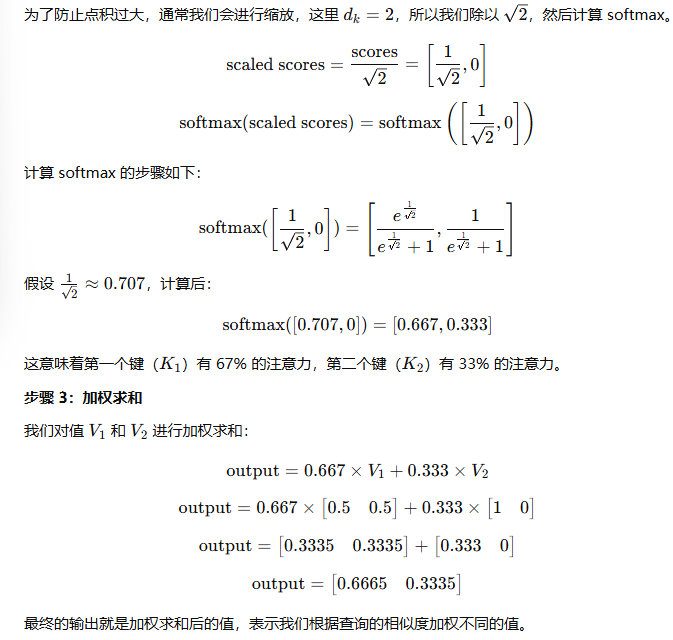 为了防止点积过大，通常我们会进行缩放，这里 $d_k = 2$，所以我们除以 $\sqrt{2}$，然后计算 softmax。
$\text{scaled scores} = \frac{\text{scores}}{\sqrt{2}} = \left[\frac{1}{\sqrt{2}}, 0\right]$
$\text{softmax(scaled scores)} = \text{softmax}\left(\left[\frac{1}{\sqrt{2}}, 0\right]\right)$
计算 softmax 的步骤如下：
$\text{softmax}(\left[\frac{1}{\sqrt{2}}, 0\right]) = \left[\frac{e^{\frac{1}{\sqrt{2}}}}{e^{\frac{1}{\sqrt{2}}} + 1}, \frac{1}{e^{\frac{1}{\sqrt{2}}} + 1}\right]$
假设 $\frac{1}{\sqrt{2}} \approx 0.707$，计算后：
$\text{softmax}([0.707, 0]) = [0.667, 0.333]$
这意味着第一个键（$K_1$）有 67% 的注意力，第二个键（$K_2$）有 33% 的注意力。
步骤 3：加权求和
我们对值 $V_1$ 和 $V_2$ 进行加权求和：
$\text{output} = 0.667 \times V_1 + 0.333 \times V_2$
$\text{output} = 0.667 \times [0.5 \quad 0.5] + 0.333 \times [1 \quad 0]$
$\text{output} = [0.3335 \quad 0.3335] + [0.333 \quad 0]$
$\text{output} = [0.6665 \quad 0.3335]$
最终的输出就是加权求和后的值，表示我们根据查询的相似度加权不同的值。